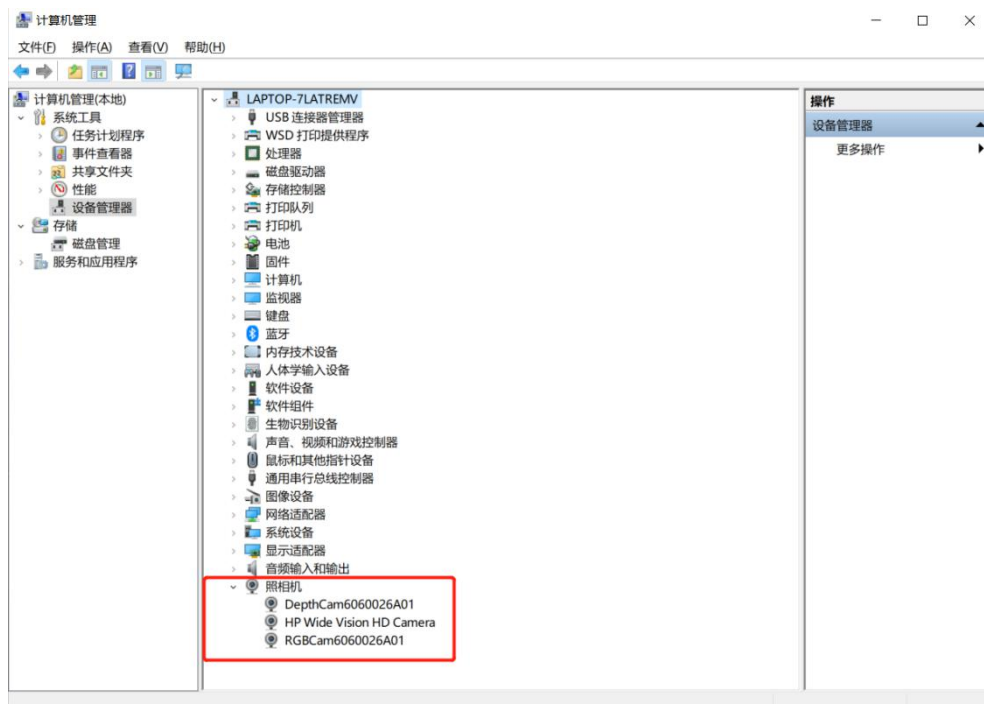 计算机管理
文件(F) 操作(A) 查看(V) 帮助(H)
计算机管理(本地)
系统工具
任务计划程序
事件查看器
共享文件夹
性能
设备管理器
存储
磁盘管理
服务和应用程序
LAPTOP-7LATREMV
USB 连接器管理器
WSD 打印提供程序
处理器
磁盘驱动器
存储控制器
打印队列
打印机
电池
固件
计算机
监视器
键盘
蓝牙
内存技术设备
人体学输入设备
软件设备
软件组件
生物识别设备
声音、视频和游戏控制器
鼠标和其他指针设备
通用串行总线控制器
图像设备
网络适配器
系统设备
显示适配器
音频输入和输出
照相机
DepthCam6060026A01
HP Wide Vision HD Camera
RGBCam6060026A01
操作
设备管理器
更多操作